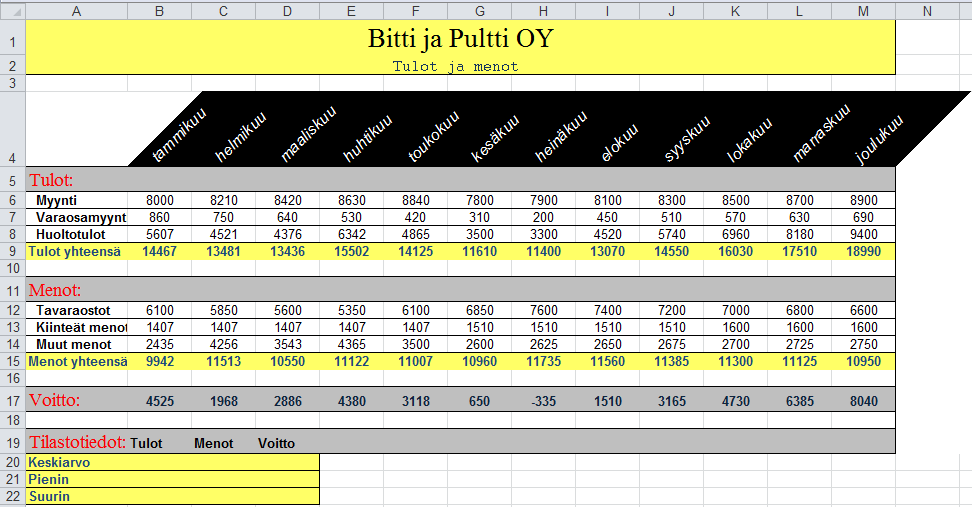 A B C D E F G H I J K L M N
1 Bitti ja Pultti OY
2 Tulot ja menot
3
4 tammikuu helmikuu maaliskuu huhtikuu toukokuu kesäkuu heinäkuu elokuu syyskuu lokakuu marraskuu joulukuu
5 Tulot:
6 Myynti 8000 8210 8420 8630 8840 7800 7900 8100 8300 8500 8700 8900
7 Varaosamyynt 860 750 640 530 420 310 200 450 510 570 630 690
8 Huoltotulot 5607 4521 4376 6342 4865 3500 3300 4520 5740 6960 8180 9400
9 Tulot yhteensä 14467 13481 13436 15502 14125 11610 11400 13070 14550 16030 17510 18990
10
11 Menot:
12 Tavaraostot 6100 5850 5600 5350 6100 6850 7600 7400 7200 7000 6800 6600
13 Kiinteät menot 1407 1407 1407 1407 1407 1510 1510 1510 1510 1600 1600 1600
14 Muut menot 2435 4256 3543 4365 3500 2600 2625 2650 2675 2700 2725 2750
15 Menot yhteensä 9942 11513 10550 11122 11007 10960 11735 11560 11385 11300 11125 10950
16
17 Voitto: 4525 1968 2886 4380 3118 650 -335 1510 3165 4730 6385 8040
18
19 Tilastotiedot: Tulot Menot Voitto
20 Keskiarvo
21 Pienin
22 Suurin